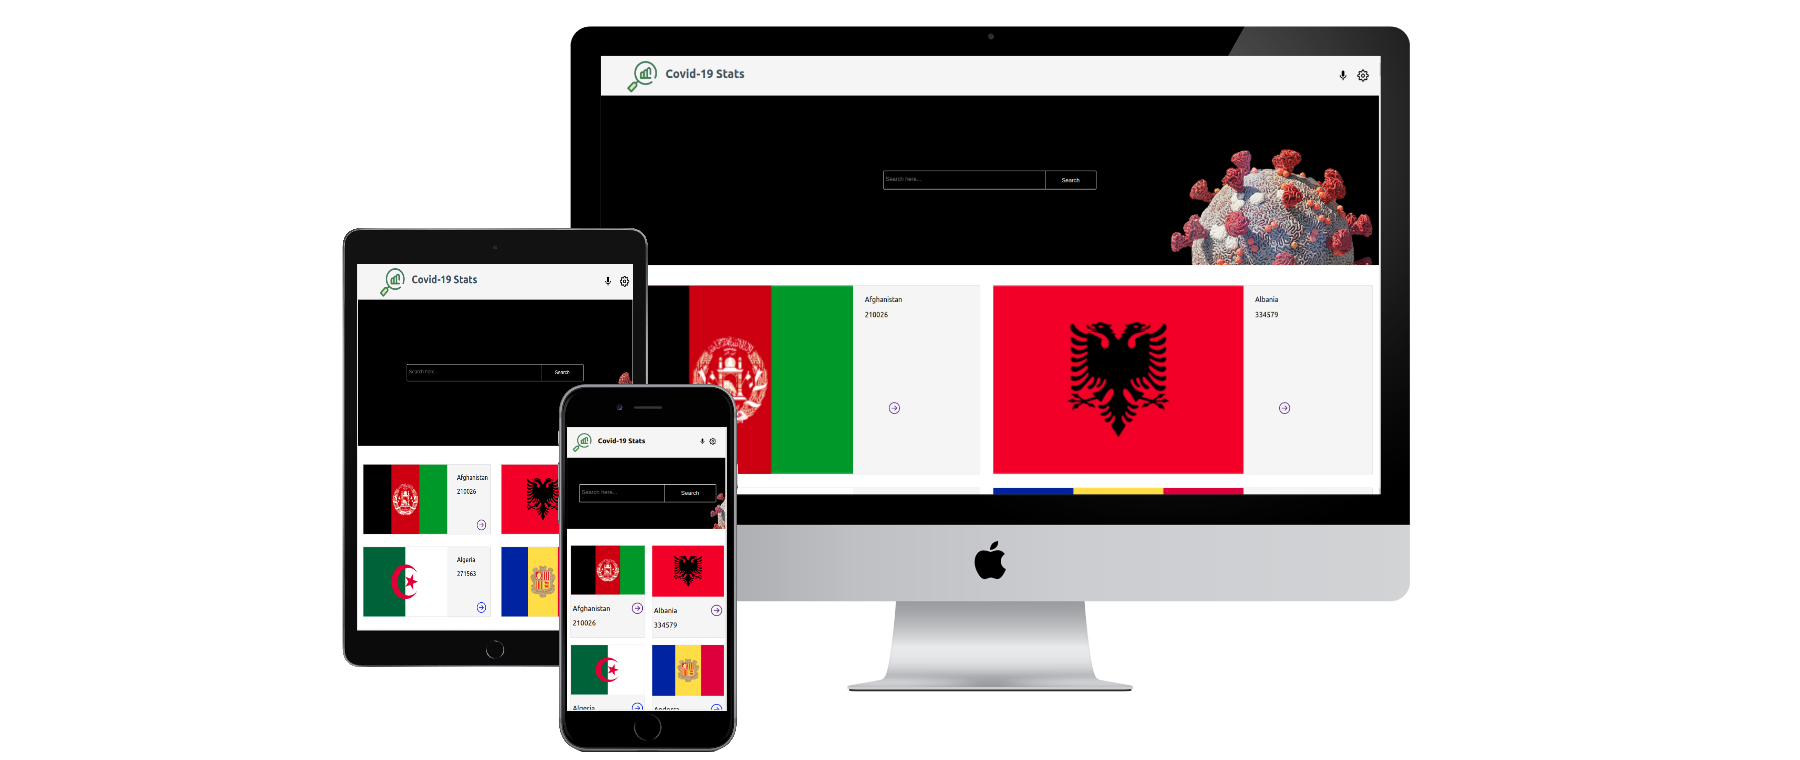 Covid-19 Stats
Search here...
Search
Afghanistan
210026
Albania
334579
Covid-19 Stats
Search here...
Search
Afghanistan
210026
Algeria
271563
Covid-19 Stats
Search here...
Search
Afghanistan
210026
Albania
334579
Algeria
Andorra